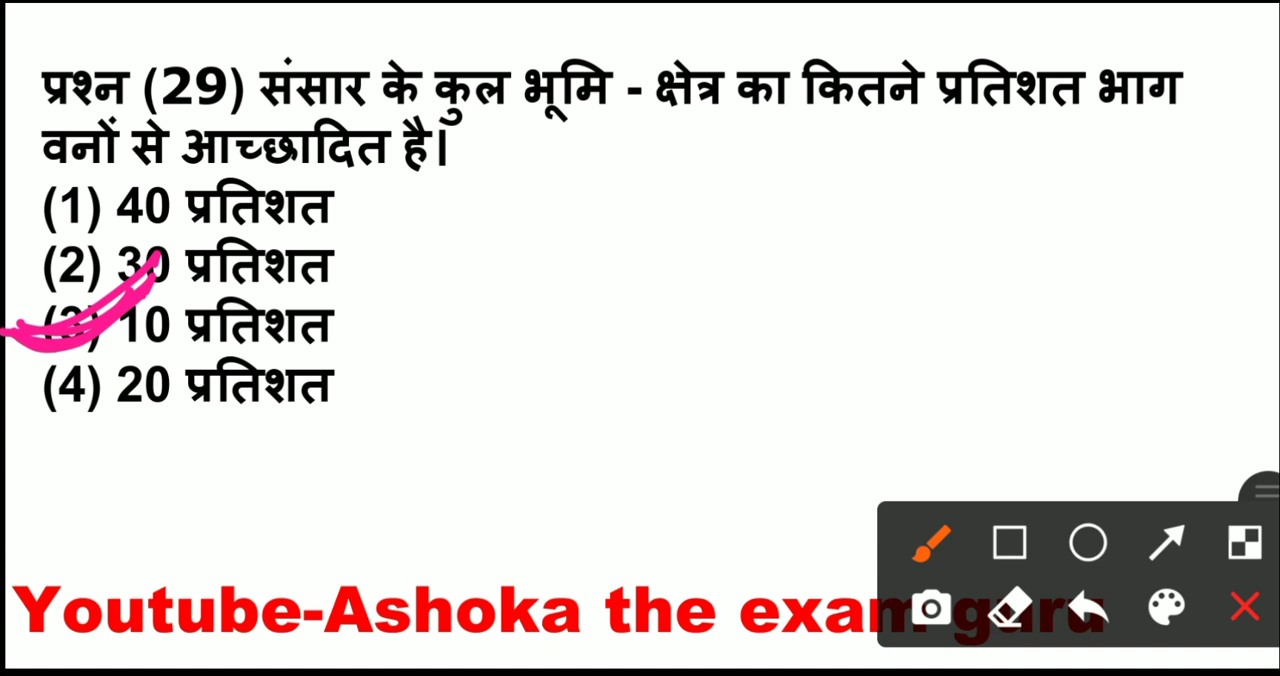 प्रश्न (29) संसार के कुल भूमि - क्षेत्र का कितने प्रतिशत भाग
वनों से आच्छादित है।
(1) 40 प्रतिशत
(2) 30 प्रतिशत
(3) 10 प्रतिशत
(4) 20 प्रतिशत
Youtube-Ashoka the exam guru